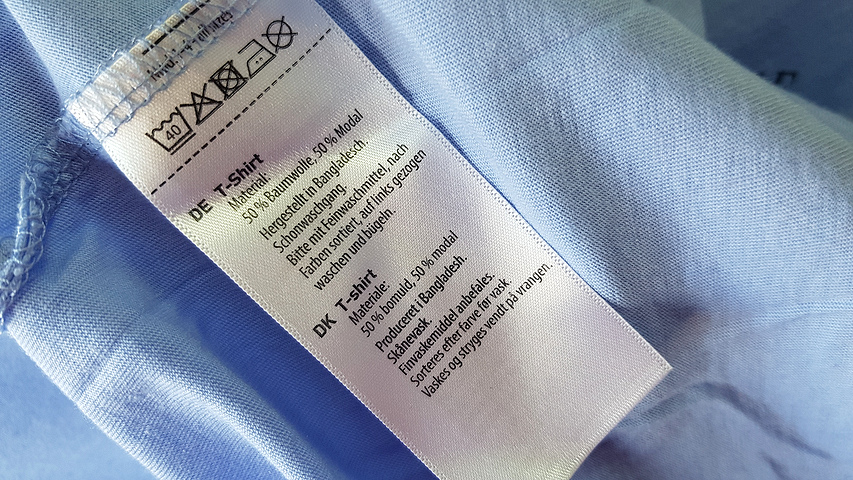 40
DE T-Shirt
Material:
50 % Baumwolle, 50 % Modal
Hergestellt in Bangladesch.
Schonwaschgang.
Bitte mit Feinwaschmittel, nach
Farben sortiert, auf links gezogen
waschen und bügeln.
DK T-shirt
Materiale:
50 % bomuld, 50 % modal
Produceret i Bangladesh.
Skånevask.
Finvaskemiddel anbefales.
Sorteres efter farve før vask.
Vaskes og stryges vendt på vrangen.